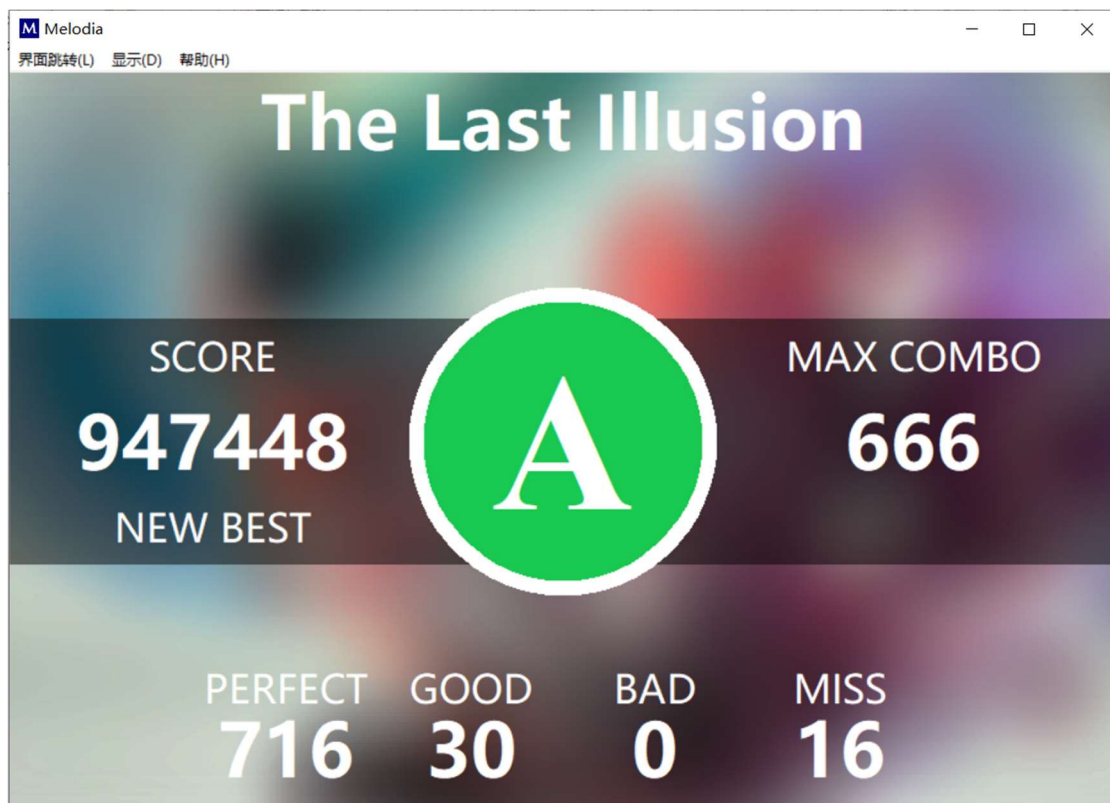 Melodia
界面跳转(L) 显示(D) 帮助(H)
The Last Illusion
SCORE
947448
NEW BEST
A
MAX COMBO
666
PERFECT GOOD BAD MISS
716 30 0 16